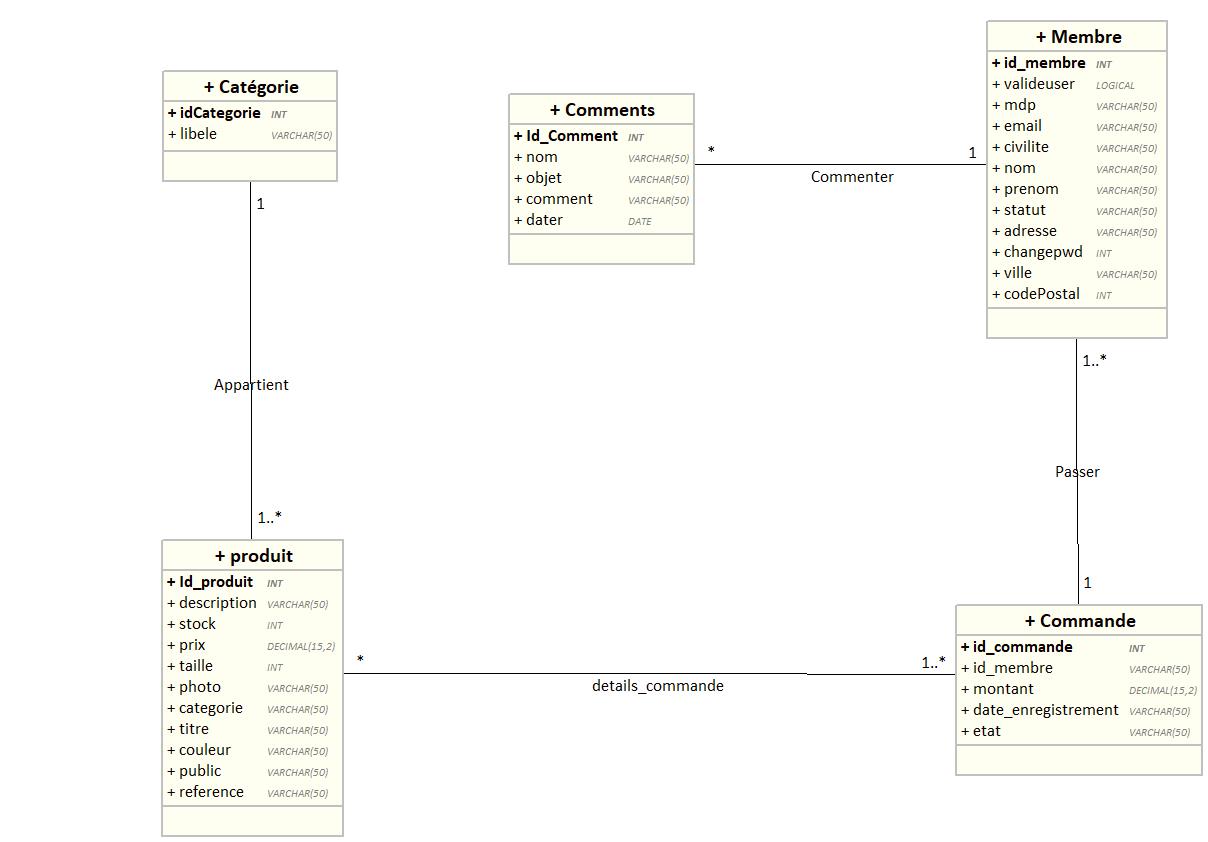 + Catégorie
+ idCategorie INT
+ libele VARCHAR(50)
+ Comments
+ Id_Comment INT
+ nom VARCHAR(50)
+ objet VARCHAR(50)
+ comment VARCHAR(50)
+ dater DATE
+ Membre
+ id_membre INT
+ valideuser LOGICAL
+ mdp VARCHAR(50)
+ email VARCHAR(50)
+ civilite VARCHAR(50)
+ nom VARCHAR(50)
+ prenom VARCHAR(50)
+ statut VARCHAR(50)
+ adresse VARCHAR(50)
+ changepwd INT
+ ville VARCHAR(50)
+ codePostal INT
* 1
Commenter
1
Appartient
1..*
1..*
Passer
1
+ produit
+ Id_produit INT
+ description VARCHAR(50)
+ stock INT
+ prix DECIMAL(15,2)
+ taille INT
+ photo VARCHAR(50)
+ categorie VARCHAR(50)
+ titre VARCHAR(50)
+ couleur VARCHAR(50)
+ public VARCHAR(50)
+ reference VARCHAR(50)
* 1..*
details_commande
+ Commande
+ id_commande INT
+ id_membre VARCHAR(50)
+ montant DECIMAL(15,2)
+ date_enregistrement VARCHAR(50)
+ etat VARCHAR(50)